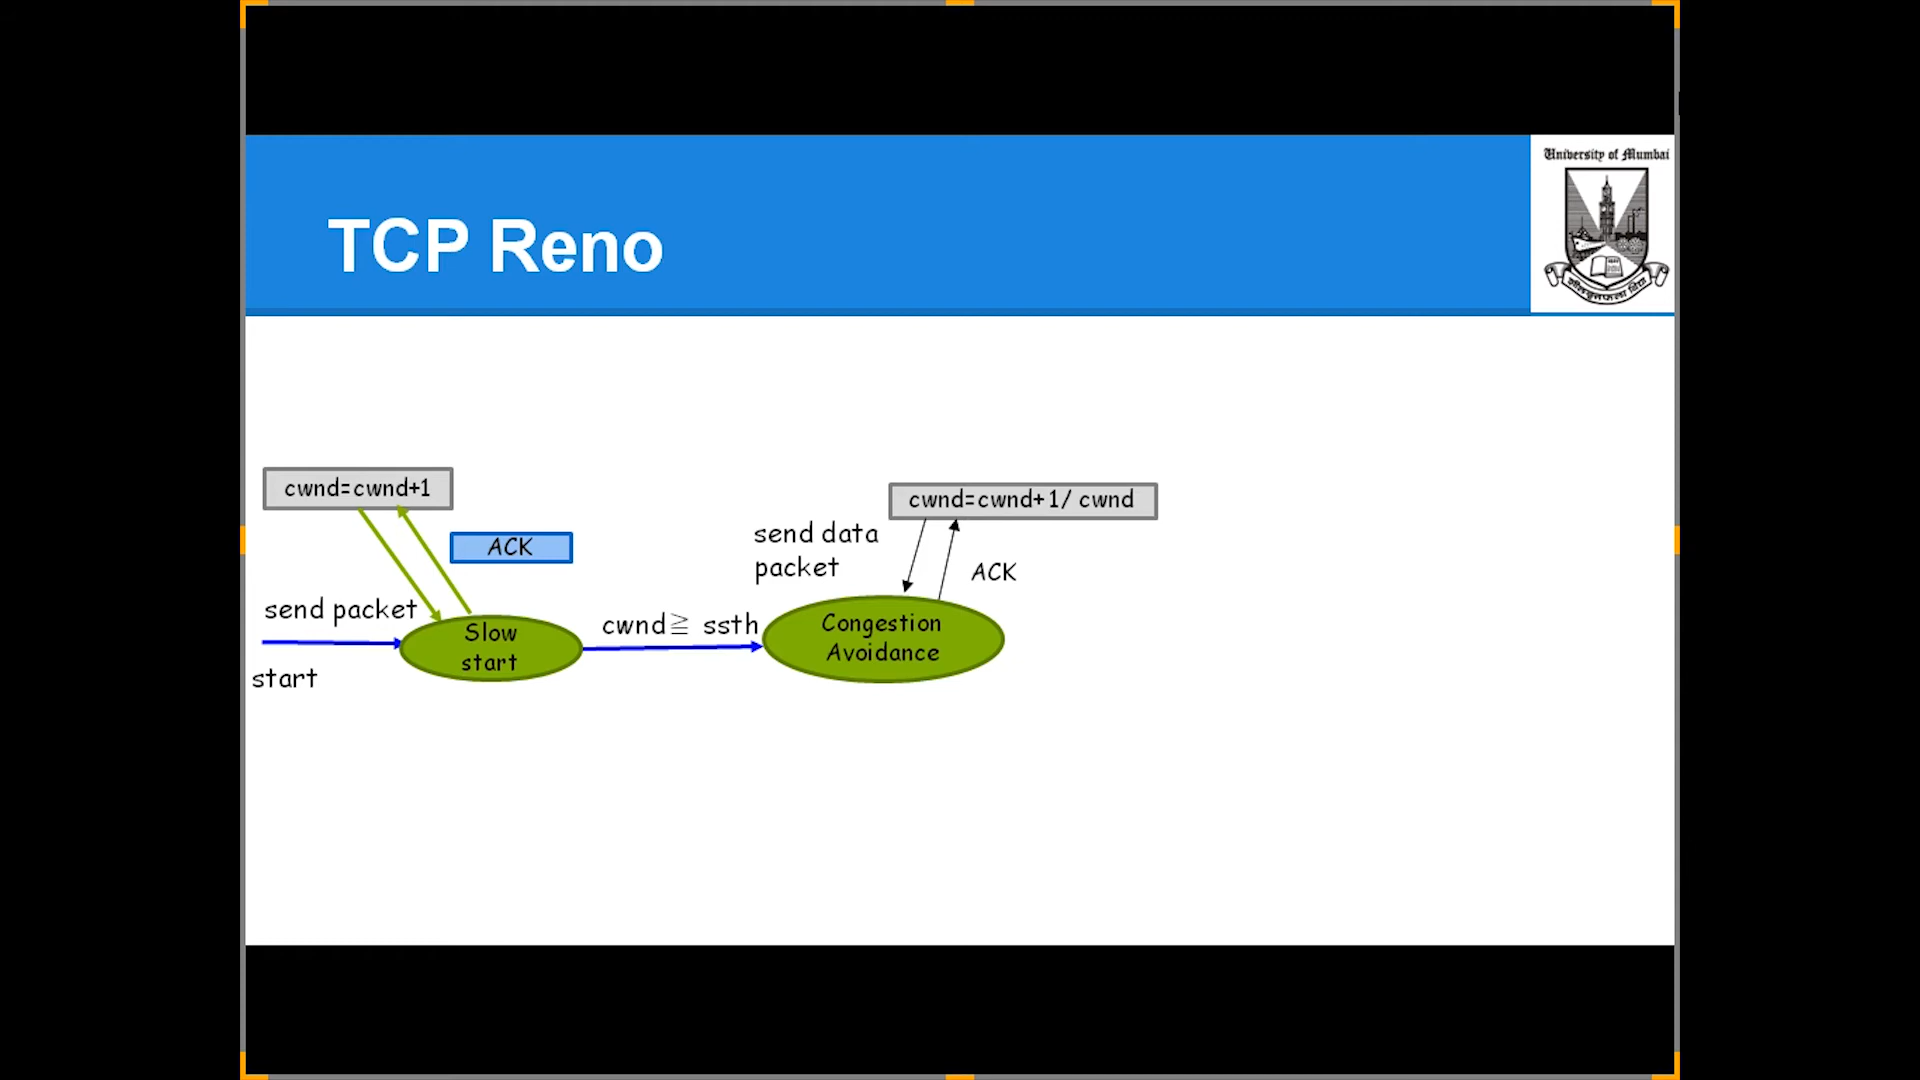 University of Mumbai
TCP Reno
cwnd=cwnd+1
cwnd=cwnd+1/ cwnd
ACK
send data
packet
ACK
send packet
start
Slow
start
cwnd≧ ssth
Congestion
Avoidance